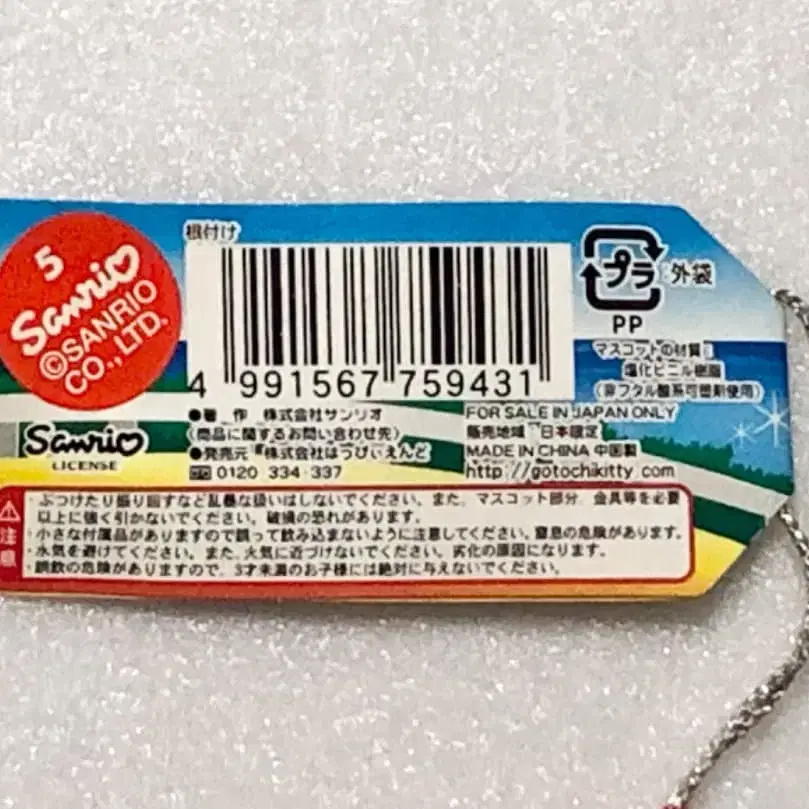 5
Sanrio
©SANRIO
CO., LTD.
Sanrio
LICENSE
根付け
4 991567 759431
プラ 外袋
PP
マスコットの材質:
塩化ビニル樹脂
(非フタル酸系可塑剤使用)
●著 作 株式会社サンリオ
(商品に関するお問い合わせ先)
●発売元 株式会社はっぴぃえんど
0120-334-337
FOR SALE IN JAPAN ONLY
販売地域 日本限定
MADE IN CHINA 中国製
http://gotochikitty.com
注意
・ぶつけたり振り回すなど乱暴な扱いはしないでください。また、マスコット部分、金具等を必要
以上に強く引かないでください。破損の恐れがあります。
・小さな付属品がありますので誤って飲み込まないように注意してください。窒息の危険があります。
・水気を避けてください。また、火気に近づけないでください。劣化の原因になります。
・誤飲の危険がありますので、3才未満のお子様には絶対に与えないでください。